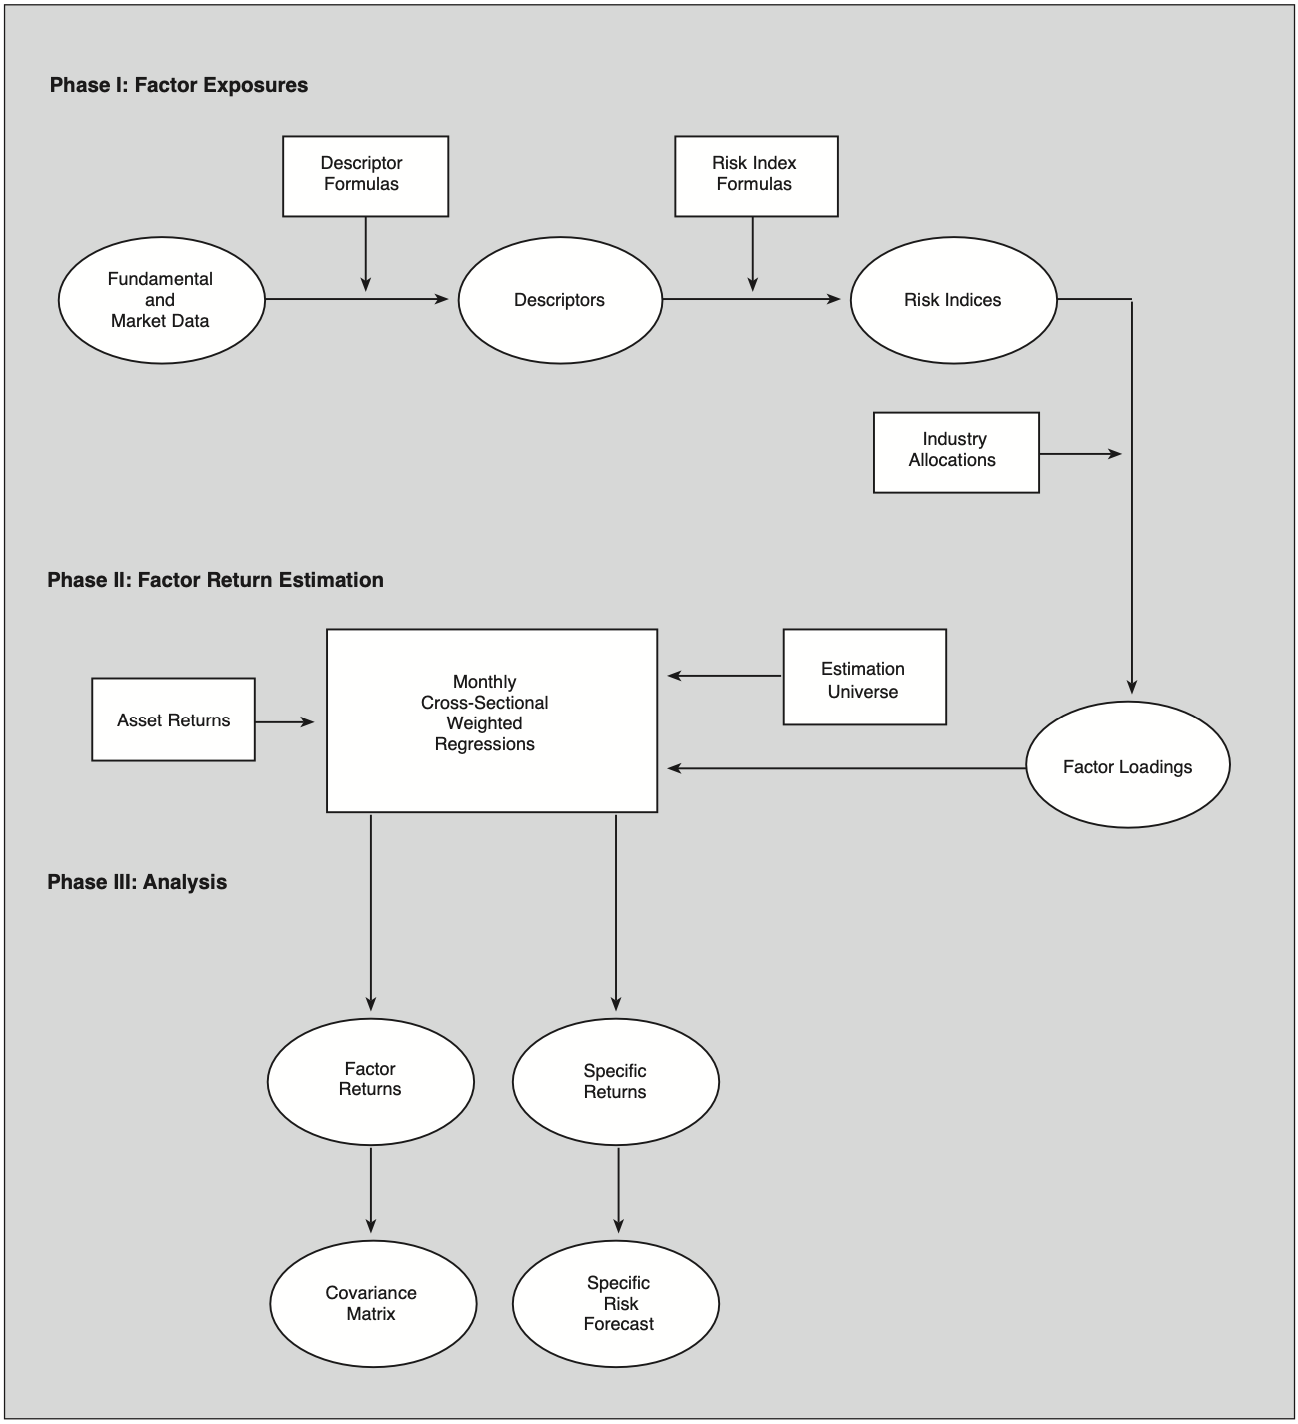 Phase I: Factor Exposures
Descriptor
Formulas
Risk Index
Formulas
Fundamental
and
Market Data
Descriptors
Risk Indices
Industry
Allocations
Phase II: Factor Return Estimation
Monthly
Cross-Sectional
Weighted
Regressions
Estimation
Universe
Asset Returns
Factor Loadings
Phase III: Analysis
Factor
Returns
Specific
Returns
Covariance
Matrix
Specific
Risk
Forecast